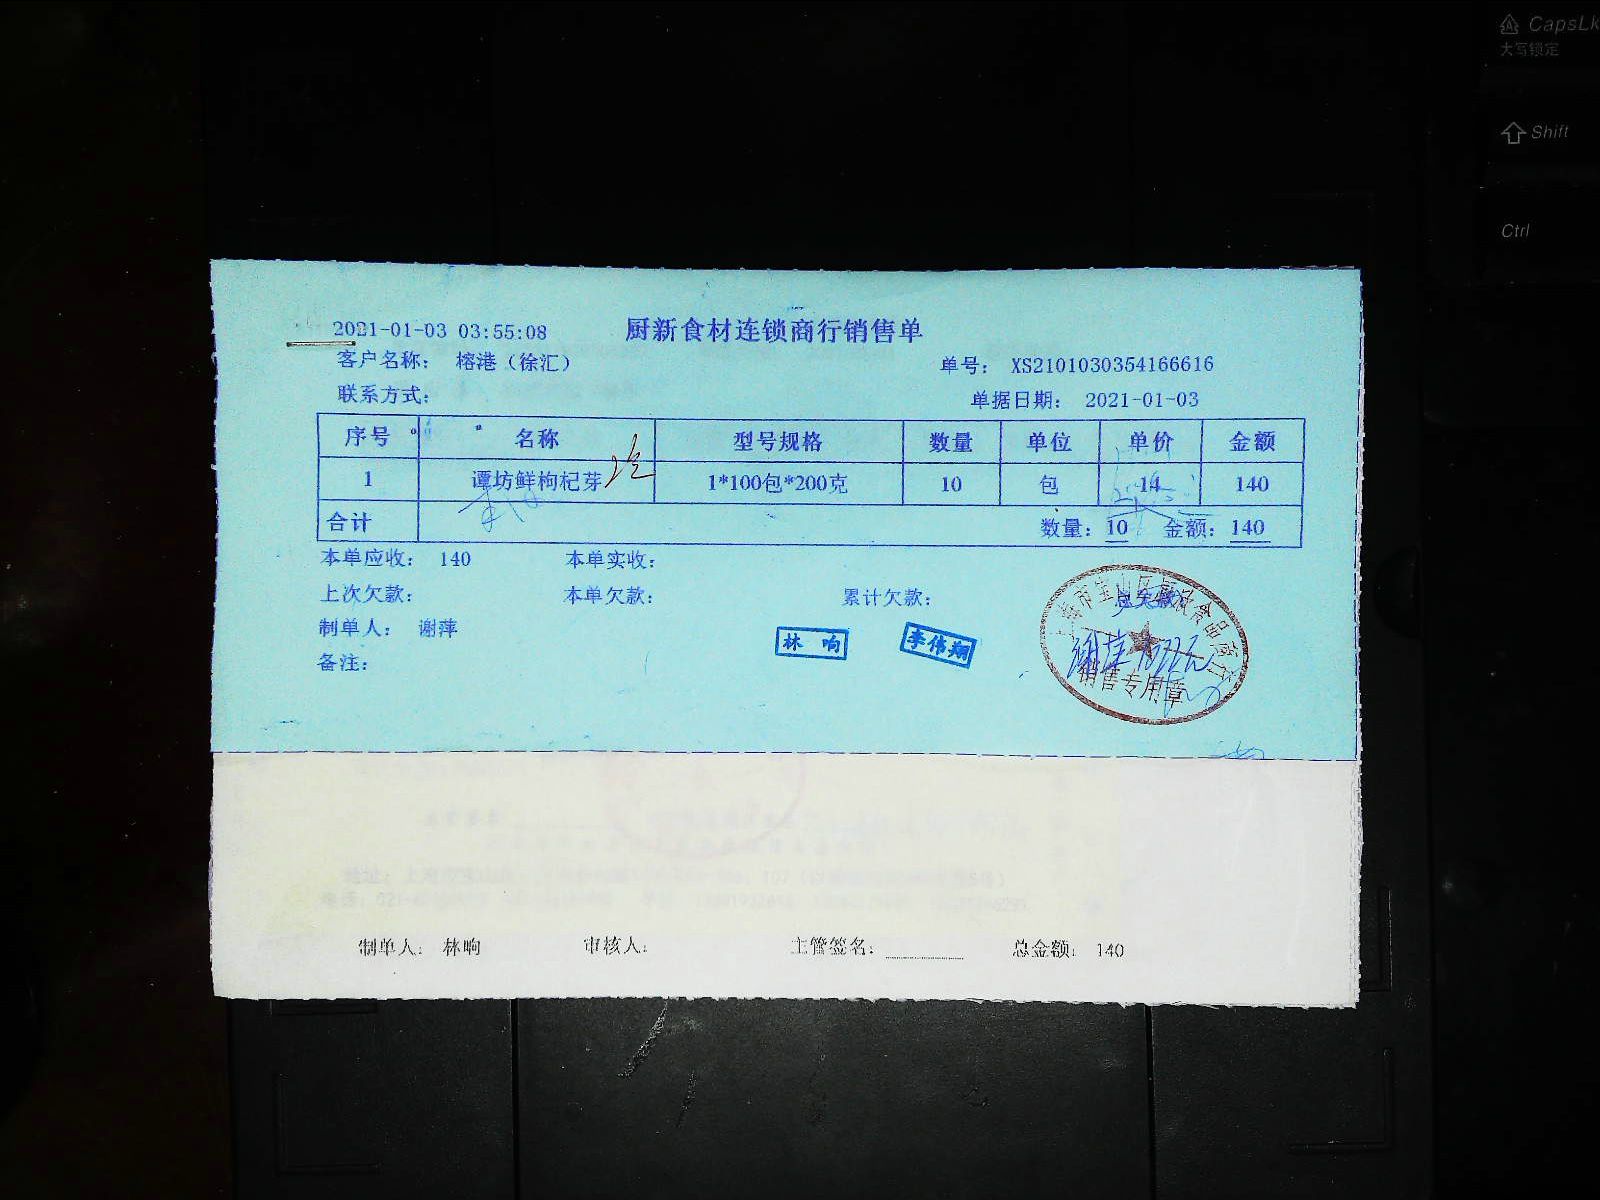 CapsLk
大写锁定
Shift
Ctrl
2021-01-03 03:55:08 厨新食材连锁商行销售单
客户名称: 榕港（徐汇） 单号: XS2101030354166616
联系方式: 单据日期: 2021-01-03
序号 名称 型号规格 数量 单位 单价 金额
1 谭坊鲜枸杞芽 1*100包*200克 10 包 14 140
合计 数量: 10 金额: 140
本单应收: 140 本单实收:
上次欠款: 本单欠款: 累计欠款:
制单人: 谢萍
备注:
林响 李伟翔
销售专用章
制单人: 林响 审核人: 主管签名: 总金额: 140